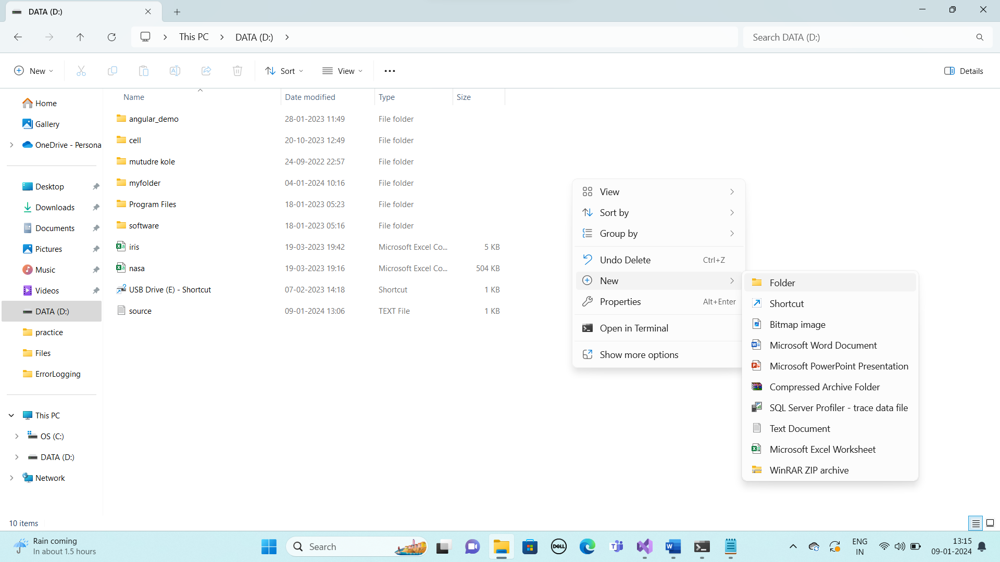 DATA (D:)
This PC
DATA (D:)
Search DATA (D:)
New
Sort
View
Details
Home
Gallery
OneDrive - Persona
Desktop
Downloads
Documents
Pictures
Music
Videos
DATA (D:)
practice
Files
ErrorLogging
This PC
OS (C:)
DATA (D:)
Network
Name Date modified Type Size
angular_demo 28-01-2023 11:49 File folder
cell 20-10-2023 12:49 File folder
mutudre kole 24-09-2022 22:57 File folder
myfolder 04-01-2024 10:16 File folder
Program Files 18-01-2023 05:23 File folder
software 18-01-2023 05:16 File folder
iris 19-03-2023 19:42 Microsoft Excel Co... 5 KB
nasa 19-03-2023 19:16 Microsoft Excel Co... 504 KB
USB Drive (E) - Shortcut 07-02-2023 14:18 Shortcut 1 KB
source 09-01-2024 13:06 TEXT File 1 KB
View
Sort by
Group by
Undo Delete Ctrl+Z
New
Properties Alt+Enter
Open in Terminal
Show more options
Folder
Shortcut
Bitmap image
Microsoft Word Document
Microsoft PowerPoint Presentation
Compressed Archive Folder
SQL Server Profiler - trace data file
Text Document
Microsoft Excel Worksheet
WinRAR ZIP archive
10 items
Rain coming
In about 1.5 hours
Search
DELL
ENG
IN
13:15
09-01-2024